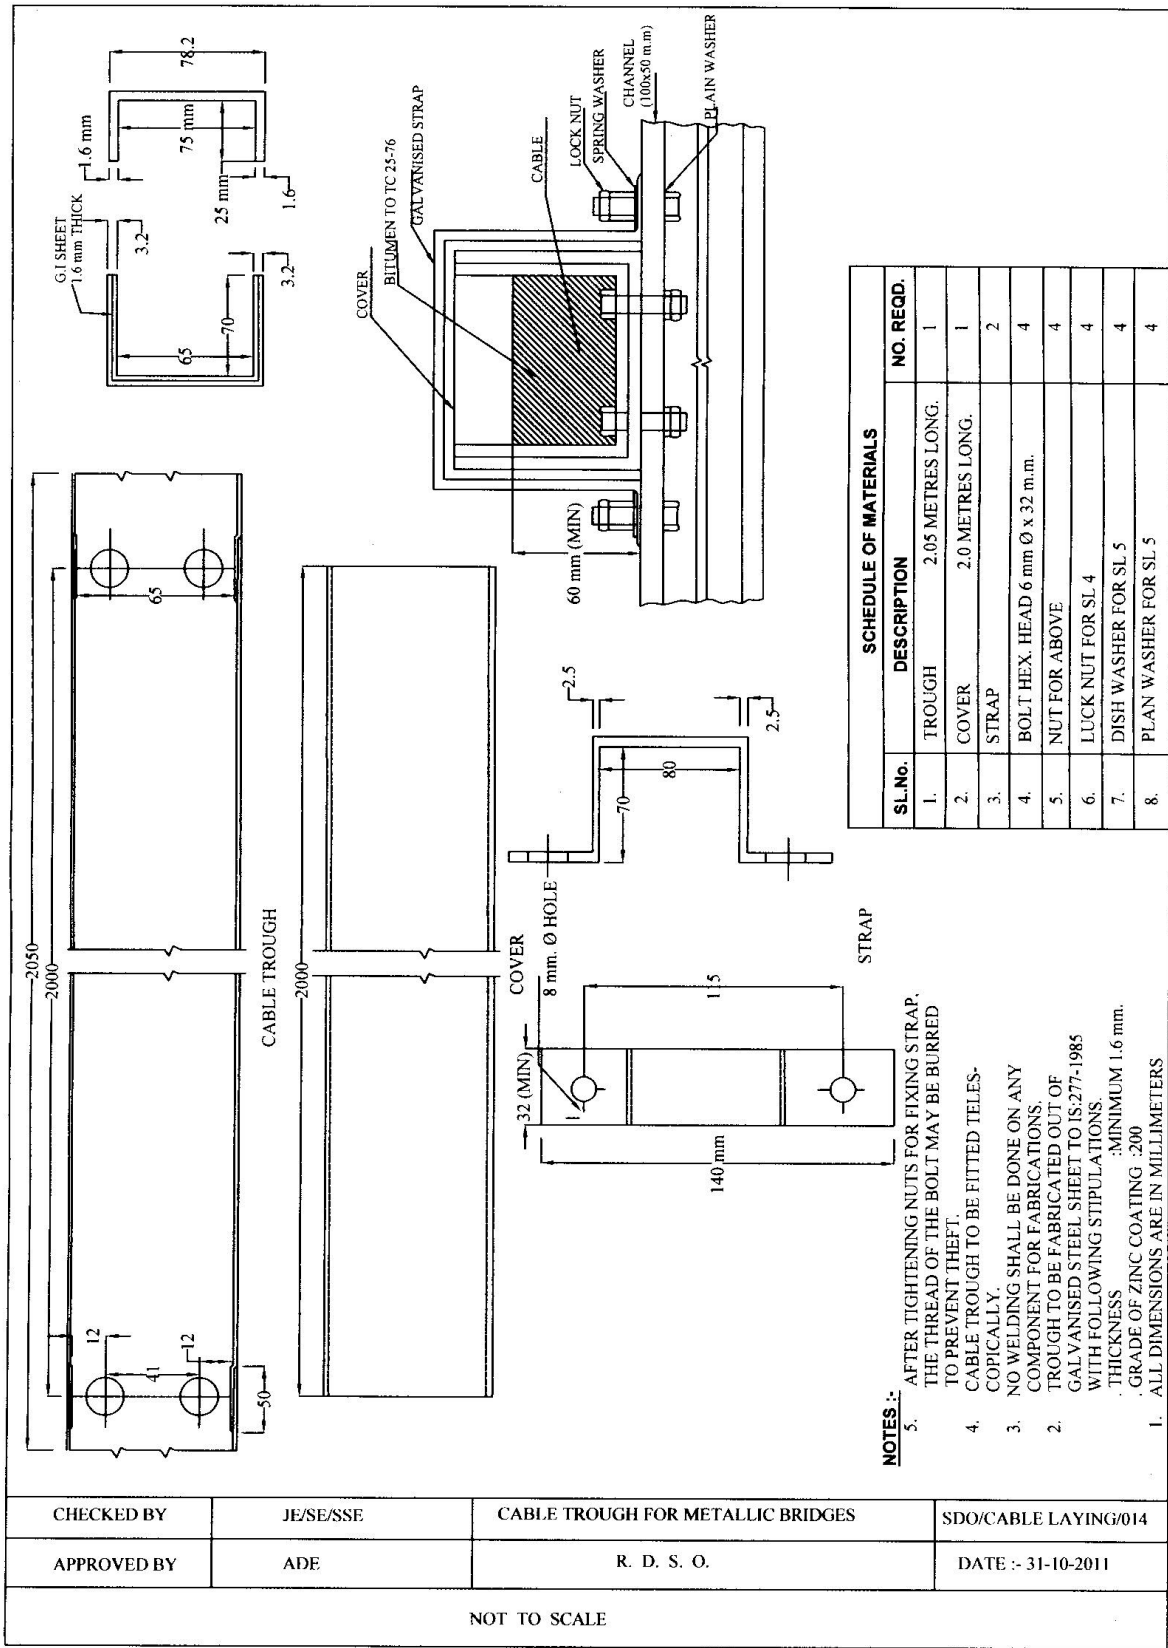 2050
2000
65
12
41
12
50
CABLE TROUGH
G.I SHEET
1.6 mm THICK
3.2
65
70
3.2
1.6 mm
78.2
75 mm
25 mm
1.6
2000
COVER
COVER
BITUMEN TO TC 25-76
GALVANISED STRAP
CABLE
LOCK NUT
SPRING WASHER
CHANNEL
(100x50 m.m)
PLAIN WASHER
60 mm (MIN)
32 (MIN)
8 mm. Ø HOLE
115
140 mm
STRAP
2.5
80
70
2.5
SCHEDULE OF MATERIALS
SL.No. DESCRIPTION NO. REQD.
1. TROUGH 2.05 METRES LONG. 1
2. COVER 2.0 METRES LONG. 1
3. STRAP 2
4. BOLT HEX. HEAD 6 mm Ø x 32 m.m. 4
5. NUT FOR ABOVE 4
6. LUCK NUT FOR SL 4 4
7. DISH WASHER FOR SL 5 4
8. PLAN WASHER FOR SL 5 4
NOTES :-
5. AFTER TIGHTENING NUTS FOR FIXING STRAP,
THE THREAD OF THE BOLT MAY BE BURRED
TO PREVENT THEFT.
4. CABLE TROUGH TO BE FITTED TELES-
COPICALLY.
3. NO WELDING SHALL BE DONE ON ANY
COMPONENT FOR FABRICATIONS.
2. TROUGH TO BE FABRICATED OUT OF
GALVANISED STEEL SHEET TO IS:277-1985
WITH FOLLOWING STIPULATIONS.
. THICKNESS :MINIMUM 1.6 mm.
. GRADE OF ZINC COATING :200
1. ALL DIMENSIONS ARE IN MILLIMETERS
CHECKED BY JE/SE/SSE CABLE TROUGH FOR METALLIC BRIDGES SDO/CABLE LAYING/014
APPROVED BY ADE R. D. S. O. DATE :- 31-10-2011
NOT TO SCALE